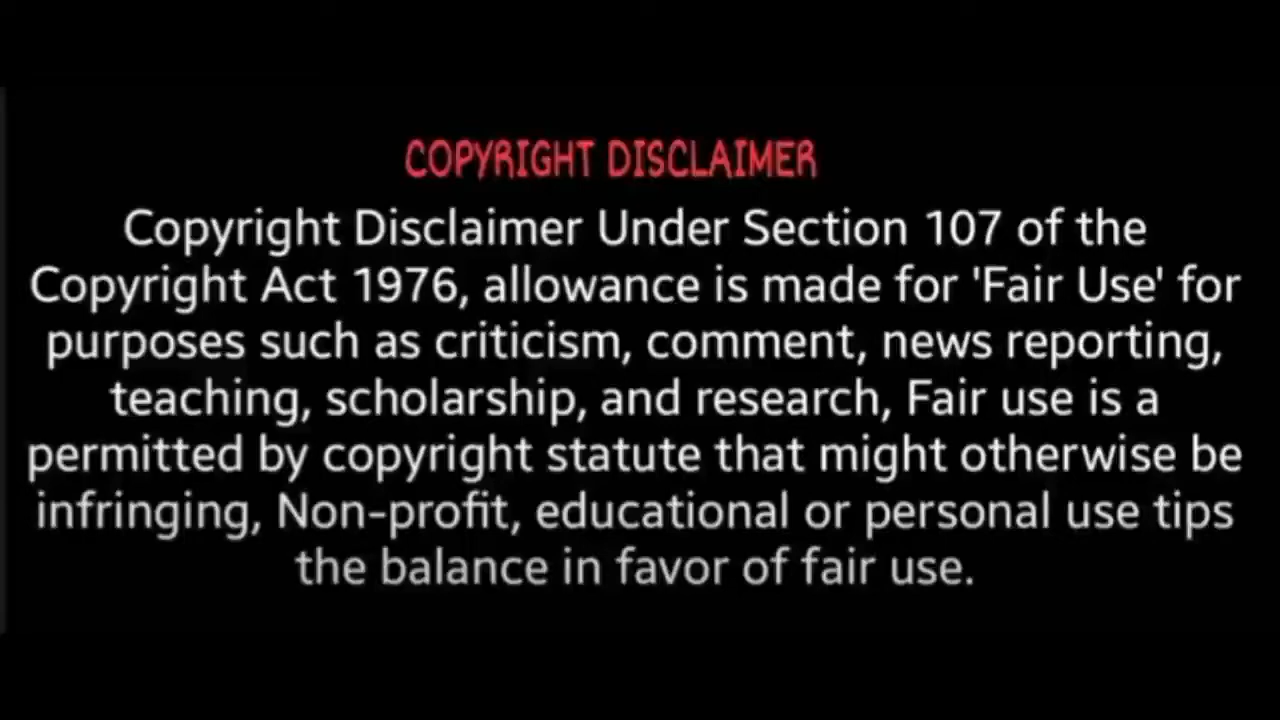 COPYRIGHT DISCLAIMER
Copyright Disclaimer Under Section 107 of the
Copyright Act 1976, allowance is made for 'Fair Use' for
purposes such as criticism, comment, news reporting,
teaching, scholarship, and research, Fair use is a
permitted by copyright statute that might otherwise be
infringing, Non-profit, educational or personal use tips
the balance in favor of fair use.